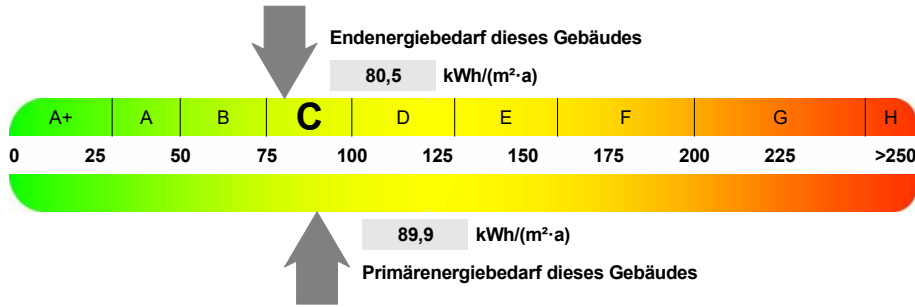 Endenergiebedarf dieses Gebäudes
80,5 kWh/(m²·a)
A+ A B C D E F G H
0 25 50 75 100 125 150 175 200 225 >250
89,9 kWh/(m²·a)
Primärenergiebedarf dieses Gebäudes